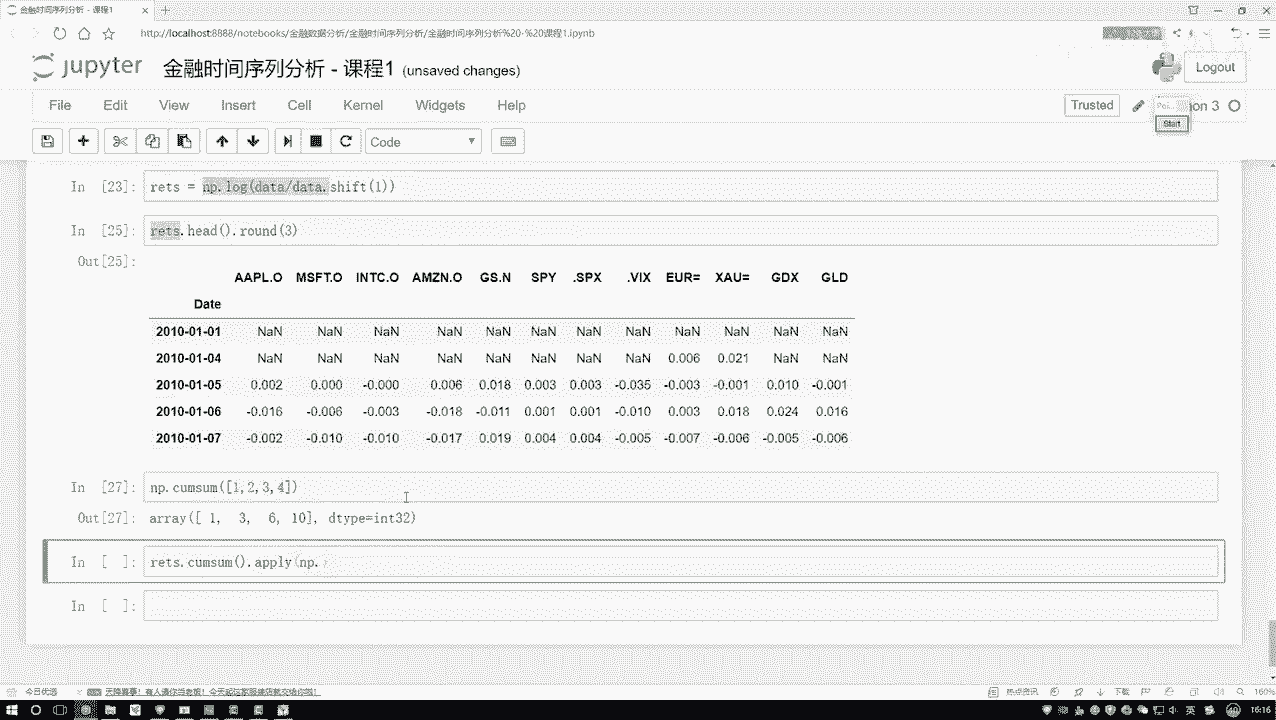 金融时间序列分析 - 课程1
http://localhost:8888/notebooks/金融数据分析/金融时间序列分析/金融时间序列分析%20-%20课程1.ipynb
jupyter 金融时间序列分析 - 课程1 (unsaved changes)
Logout
File Edit View Insert Cell Kernel Widgets Help
Trusted
on 3
Start
Code
In [23]: rets = np.log(data/data.shift(1))
In [25]: rets.head().round(3)
Out[25]:
AAPL.O MSFT.O INTC.O AMZN.O GS.N SPY .SPX .VIX EUR= XAU= GDX GLD
Date
2010-01-01 NaN NaN NaN NaN NaN NaN NaN NaN NaN NaN NaN NaN
2010-01-04 NaN NaN NaN NaN NaN NaN NaN NaN 0.006 0.021 NaN NaN
2010-01-05 0.002 0.000 -0.000 0.006 0.018 0.003 0.003 -0.035 -0.003 -0.001 0.010 -0.001
2010-01-06 -0.016 -0.006 -0.003 -0.018 -0.011 0.001 0.001 -0.010 0.003 0.018 0.024 0.016
2010-01-07 -0.002 -0.010 -0.010 -0.017 0.019 0.004 0.004 -0.005 -0.007 -0.006 -0.005 -0.006
In [27]: np.cumsum([1,2,3,4])
Out[27]: array([ 1, 3, 6, 10], dtype=int32)
In [ ]: rets.cumsum().apply(np.)
In [ ]:
今日优选
热点资讯
下载
160%
英
16:16